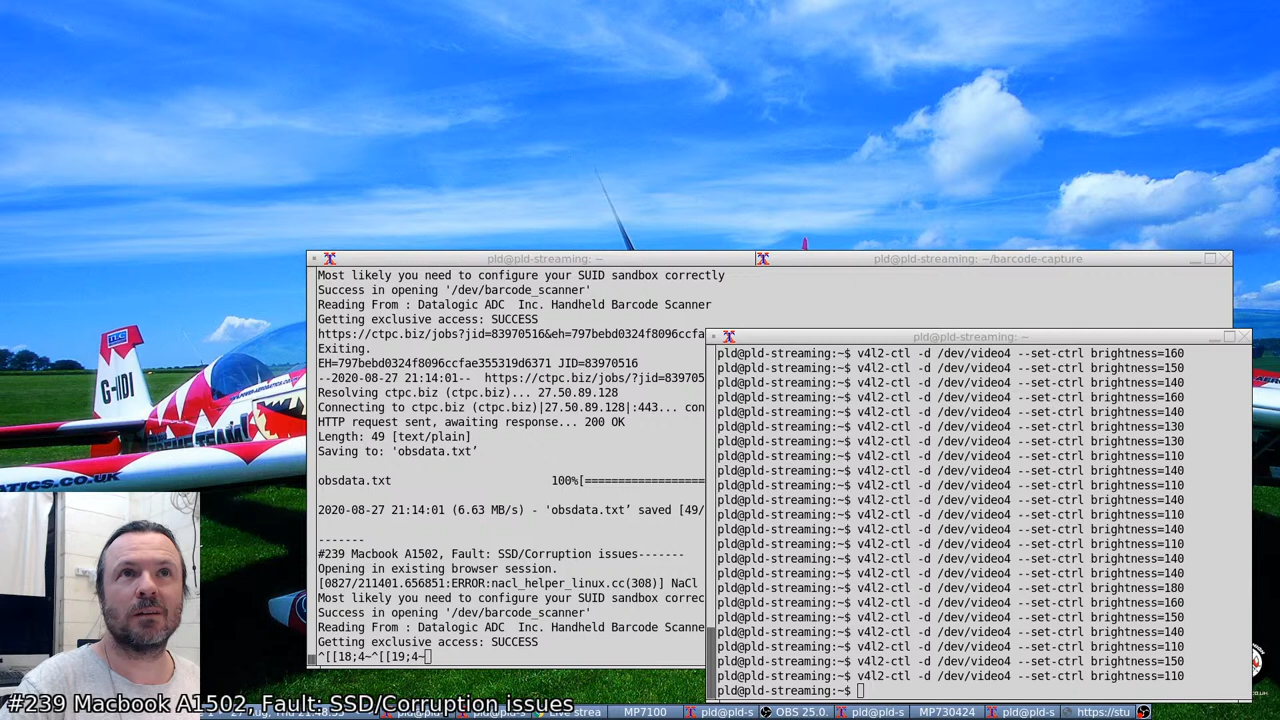 pld@pld-streaming: ~
pld@pld-streaming: ~/barcode-capture
Most likely you need to configure your SUID sandbox correctly
Success in opening '/dev/barcode_scanner'
Reading From : Datalogic ADC  Inc. Handheld Barcode Scanner
Getting exclusive access: SUCCESS
https://ctpc.biz/jobs?jid=83970516&eh=797bebd0324f8096ccfa
Exiting.
EH=797bebd0324f8096ccfae355319d6371 JID=83970516
--2020-08-27 21:14:01--  https://ctpc.biz/jobs/?jid=839705
Resolving ctpc.biz (ctpc.biz)... 27.50.89.128
Connecting to ctpc.biz (ctpc.biz)|27.50.89.128|:443... con
HTTP request sent, awaiting response... 200 OK
Length: 49 [text/plain]
Saving to: 'obsdata.txt’
obsdata.txt 100%[==================
2020-08-27 21:14:01 (6.63 MB/s) - 'obsdata.txt’ saved [49/
-------
#239 Macbook A1502, Fault: SSD/Corruption issues-------
Opening in existing browser session.
[0827/211401.656851:ERROR:nacl_helper_linux.cc(308)] NaCl
Most likely you need to configure your SUID sandbox correc
Success in opening '/dev/barcode_scanner'
Reading From : Datalogic ADC  Inc. Handheld Barcode Scanne
Getting exclusive access: SUCCESS
^[[18;4~^[[19;4~
pld@pld-streaming: ~
pld@pld-streaming:~$ v4l2-ctl -d /dev/video4 --set-ctrl brightness=160
pld@pld-streaming:~$ v4l2-ctl -d /dev/video4 --set-ctrl brightness=150
pld@pld-streaming:~$ v4l2-ctl -d /dev/video4 --set-ctrl brightness=140
pld@pld-streaming:~$ v4l2-ctl -d /dev/video4 --set-ctrl brightness=160
pld@pld-streaming:~$ v4l2-ctl -d /dev/video4 --set-ctrl brightness=140
pld@pld-streaming:~$ v4l2-ctl -d /dev/video4 --set-ctrl brightness=130
pld@pld-streaming:~$ v4l2-ctl -d /dev/video4 --set-ctrl brightness=130
pld@pld-streaming:~$ v4l2-ctl -d /dev/video4 --set-ctrl brightness=110
pld@pld-streaming:~$ v4l2-ctl -d /dev/video4 --set-ctrl brightness=140
pld@pld-streaming:~$ v4l2-ctl -d /dev/video4 --set-ctrl brightness=110
pld@pld-streaming:~$ v4l2-ctl -d /dev/video4 --set-ctrl brightness=140
pld@pld-streaming:~$ v4l2-ctl -d /dev/video4 --set-ctrl brightness=110
pld@pld-streaming:~$ v4l2-ctl -d /dev/video4 --set-ctrl brightness=140
pld@pld-streaming:~$ v4l2-ctl -d /dev/video4 --set-ctrl brightness=110
pld@pld-streaming:~$ v4l2-ctl -d /dev/video4 --set-ctrl brightness=140
pld@pld-streaming:~$ v4l2-ctl -d /dev/video4 --set-ctrl brightness=140
pld@pld-streaming:~$ v4l2-ctl -d /dev/video4 --set-ctrl brightness=180
pld@pld-streaming:~$ v4l2-ctl -d /dev/video4 --set-ctrl brightness=160
pld@pld-streaming:~$ v4l2-ctl -d /dev/video4 --set-ctrl brightness=150
pld@pld-streaming:~$ v4l2-ctl -d /dev/video4 --set-ctrl brightness=140
pld@pld-streaming:~$ v4l2-ctl -d /dev/video4 --set-ctrl brightness=110
pld@pld-streaming:~$ v4l2-ctl -d /dev/video4 --set-ctrl brightness=150
pld@pld-streaming:~$ v4l2-ctl -d /dev/video4 --set-ctrl brightness=110
pld@pld-streaming:~$
G-IIDI
ATICS.CO.UK
#239 Macbook A1502, Fault: SSD/Corruption issues
Live strea
MP7100
pld@pld-s
OBS 25.0.
pld@pld-s
MP730424
pld@pld-s
https://stu